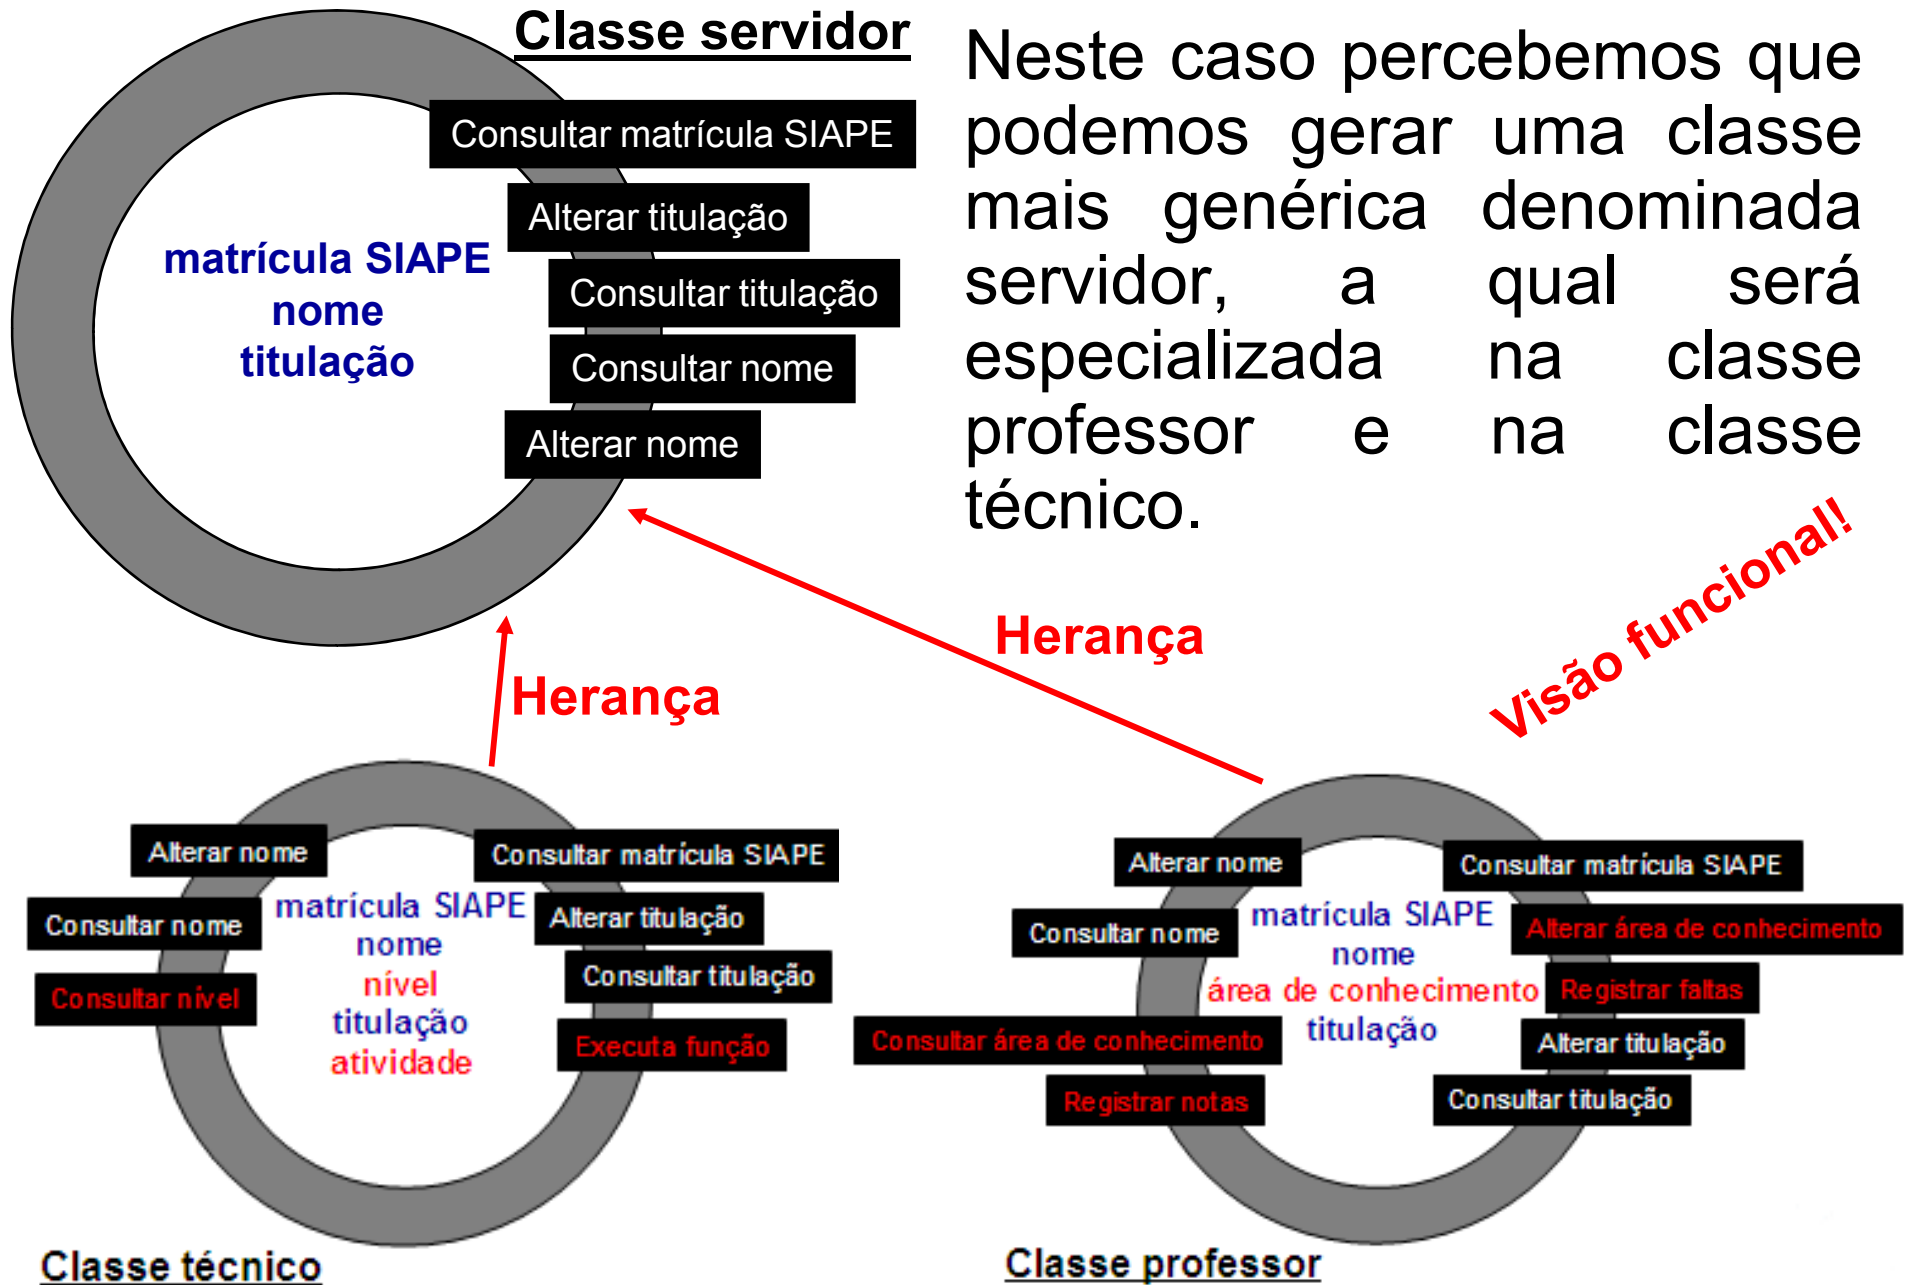 Classe servidor
Consultar matrícula SIAPE
Alterar titulação
Consultar titulação
Consultar nome
Alterar nome
matrícula SIAPE
nome
titulação
Neste caso percebemos que
podemos gerar uma classe
mais genérica denominada
servidor, a qual será
especializada na classe
professor e na classe
técnico.
Visão funcional!
Herança
Herança
Alterar nome
Consultar nome
Consultar nível
matrícula SIAPE
nome
nível
titulação
atividade
Consultar matrícula SIAPE
Alterar titulação
Consultar titulação
Executa função
Classe técnico
Alterar nome
Consultar nome
Consultar área de conhecimento
Registrar notas
matrícula SIAPE
nome
área de conhecimento
titulação
Consultar matrícula SIAPE
Alterar área de conhecimento
Registrar faltas
Alterar titulação
Consultar titulação
Classe professor